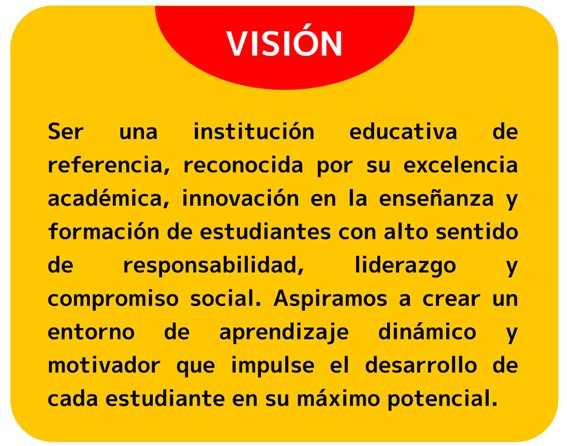 VISIÓN
Ser una institución educativa de
referencia, reconocida por su excelencia
académica, innovación en la enseñanza y
formación de estudiantes con alto sentido
de responsabilidad, liderazgo y
compromiso social. Aspiramos a crear un
entorno de aprendizaje dinámico y
motivador que impulse el desarrollo de
cada estudiante en su máximo potencial.